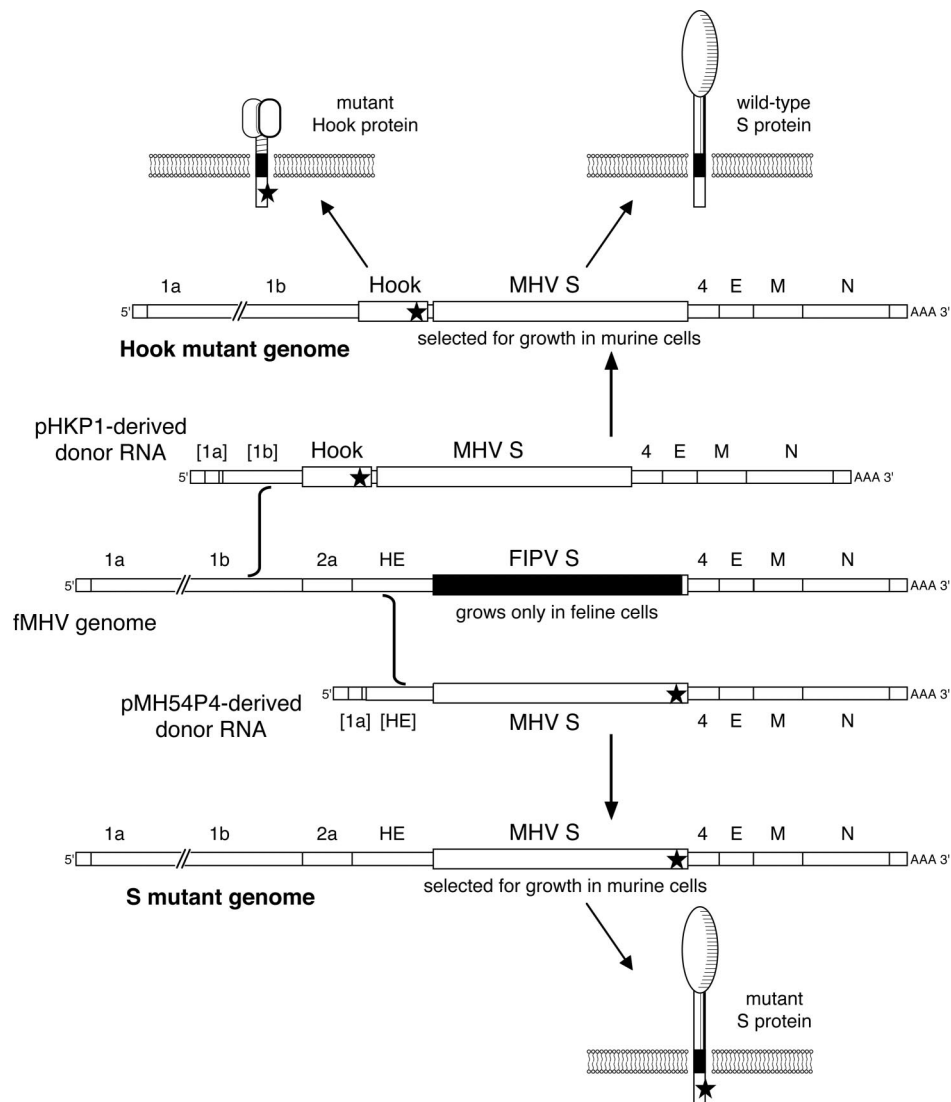 mutant
Hook protein
wild-type
S protein
1a 1b Hook MHV S 4 E M N
5' AAA 3'
selected for growth in murine cells
Hook mutant genome
pHKP1-derived
donor RNA
[1a] [1b] Hook MHV S 4 E M N
5' AAA 3'
1a 1b 2a HE FIPV S 4 E M N
5' AAA 3'
grows only in feline cells
fMHV genome
5' AAA 3'
pMH54P4-derived
donor RNA
[1a] [HE] MHV S 4 E M N
1a 1b 2a HE MHV S 4 E M N
5' AAA 3'
selected for growth in murine cells
S mutant genome
mutant
S protein